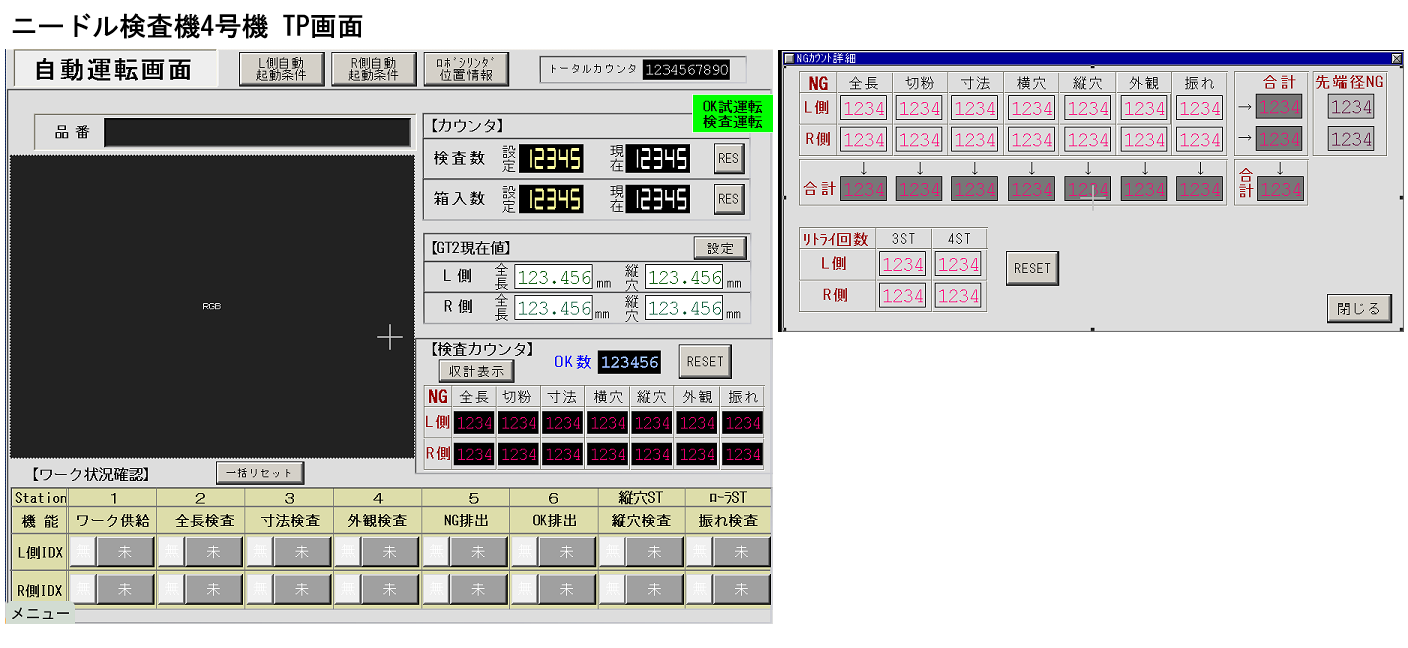 ニードル検査機4号機 TP画面
自動運転画面
L側自動
起動条件
R側自動
起動条件
ﾛﾎﾞｼﾘﾝﾀﾞ
位置情報
トータルカウンタ 1234567890
OK試運転
検査運転
品番
RGB
【カウンタ】
検査数 設定 12345 現在 12345 RES
箱入数 設定 12345 現在 12345 RES
【GT2現在値】 設定
L側 全長 123.456 mm 縦穴 123.456 mm
R側 全長 123.456 mm 縦穴 123.456 mm
【検査カウンタ】
収計表示
OK数 123456 RESET
NG 全長 切粉 寸法 横穴 縦穴 外観 振れ
L側 1234 1234 1234 1234 1234 1234 1234
R側 1234 1234 1234 1234 1234 1234 1234
【ワーク状況確認】 一括リセット
Station 1 2 3 4 5 6 縦穴ST ﾛｰﾗST
機能 ワーク供給 全長検査 寸法検査 外観検査 NG排出 OK排出 縦穴検査 振れ検査
L側IDX 無 未 無 未 無 未 無 未 無 未 無 未 無 未 無 未
R側IDX 無 未 無 未 無 未 無 未 無 未 無 未 無 未 無 未
メニュー
NGｶｳﾝﾄ詳細
NG 全長 切粉 寸法 横穴 縦穴 外観 振れ 合計 先端径NG
L側 1234 1234 1234 1234 1234 1234 1234 → 1234 1234
R側 1234 1234 1234 1234 1234 1234 1234 → 1234 1234
↓ ↓ ↓ ↓ ↓ ↓ ↓ ↓
合計 1234 1234 1234 1234 1234 1234 1234 合計 1234
ﾘﾄﾗｲ回数 3ST 4ST
L側 1234 1234
R側 1234 1234
RESET
閉じる